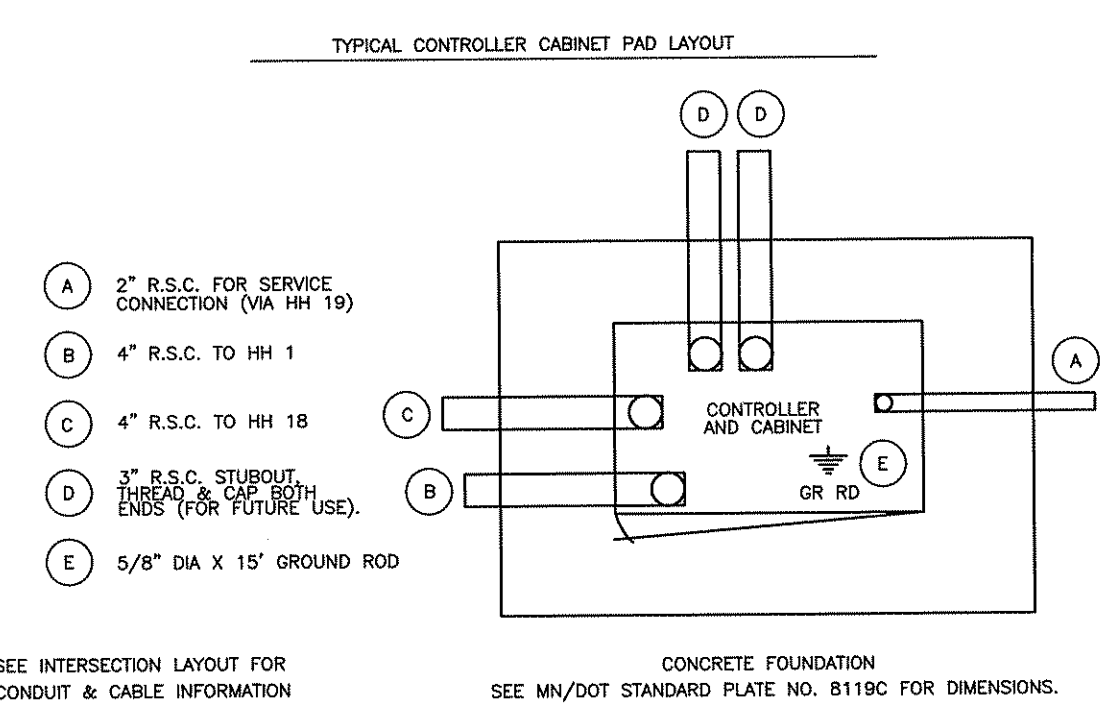 TYPICAL CONTROLLER CABINET PAD LAYOUT
D D
A 2" R.S.C. FOR SERVICE
CONNECTION (VIA HH 19)
B 4" R.S.C. TO HH 1
C 4" R.S.C. TO HH 18
D 3" R.S.C. STUBOUT,
THREAD & CAP BOTH
ENDS (FOR FUTURE USE).
E 5/8" DIA X 15' GROUND ROD
A
C
CONTROLLER
AND CABINET
B
E
GR RD
SEE INTERSECTION LAYOUT FOR
CONDUIT & CABLE INFORMATION
CONCRETE FOUNDATION
SEE MN/DOT STANDARD PLATE NO. 8119C FOR DIMENSIONS.